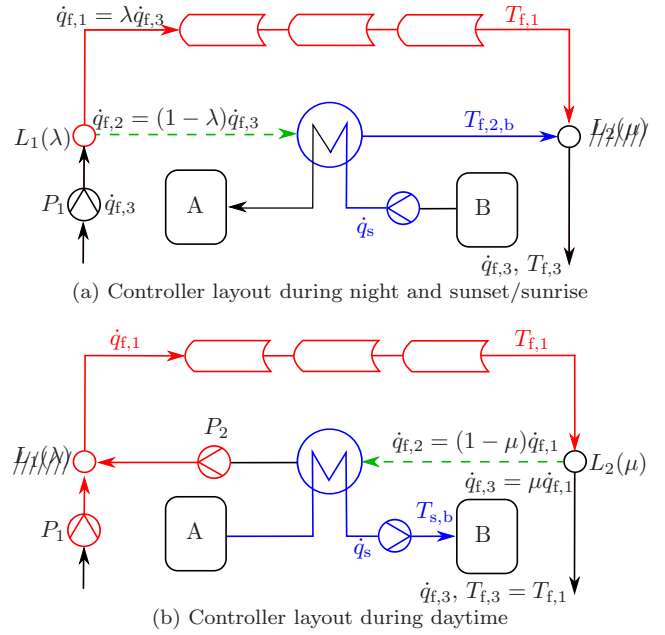 q̇f,1 = λq̇f,3
Tf,1
L1(λ)
q̇f,2 = (1 − λ)q̇f,3
Tf,2,b
L2(μ)
P1
q̇f,3
A
q̇s
B
q̇f,3, Tf,3
(a) Controller layout during night and sunset/sunrise
q̇f,1
Tf,1
L1(λ)
P2
q̇f,2 = (1 − μ)q̇f,1
L2(μ)
q̇f,3 = μq̇f,1
P1
A
q̇s
Ts,b
B
q̇f,3, Tf,3 = Tf,1
(b) Controller layout during daytime